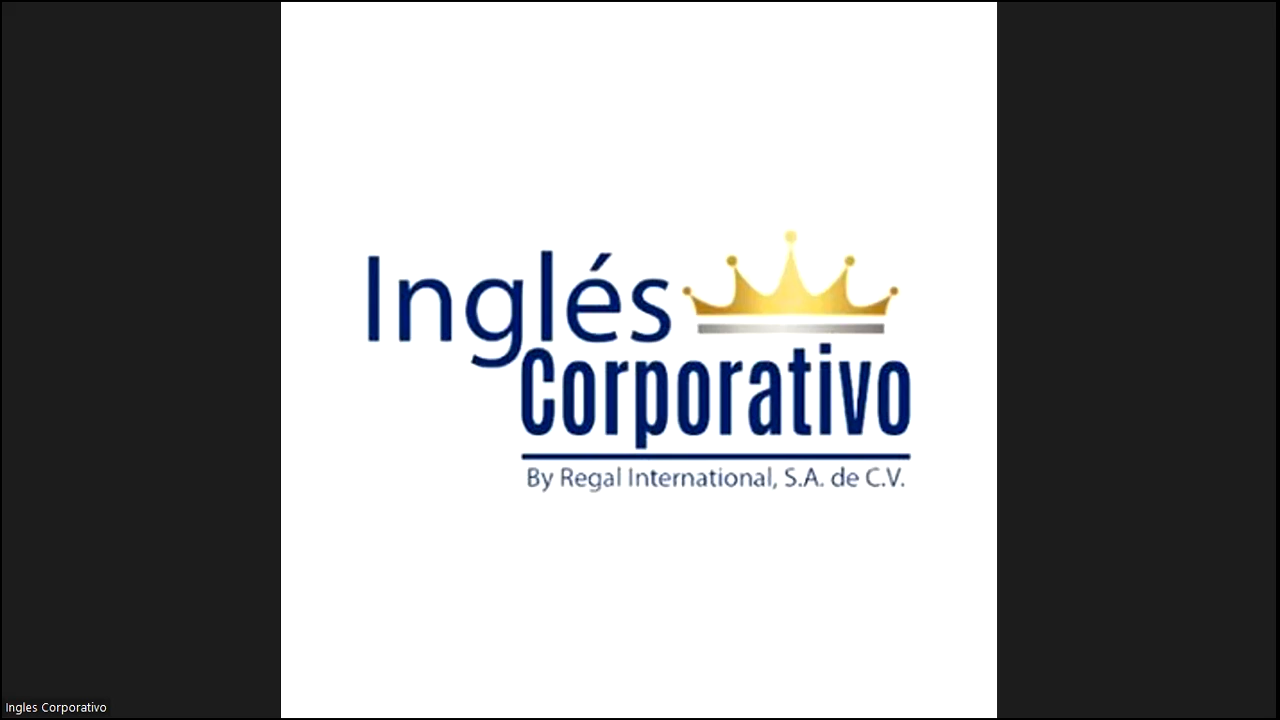 Inglés
Corporativo
By Regal International, S.A. de C.V.
Ingles Corporativo